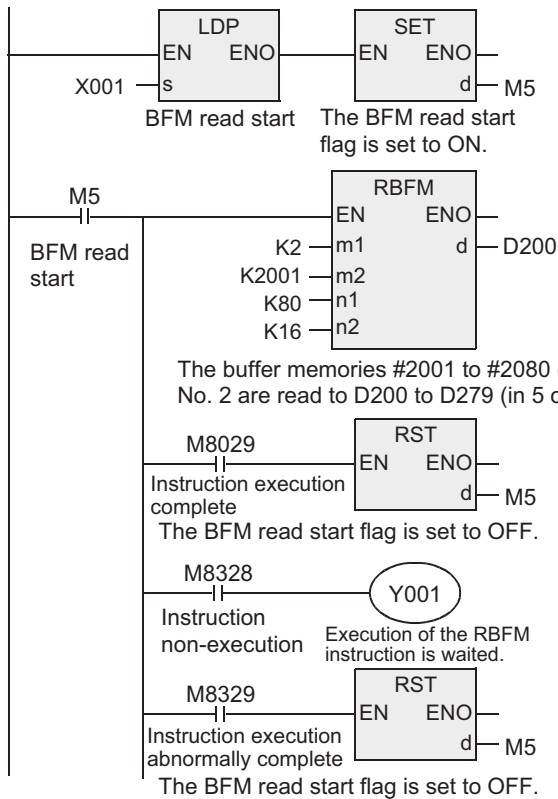 LDP
SET
EN ENO
EN ENO
X001 s
d M5
BFM read start
The BFM read start
flag is set to ON.
M5
BFM read
start
RBFM
EN ENO
K2 m1 d D200
K2001 m2
K80 n1
K16 n2
The buffer memories #2001 to #2080
No. 2 are read to D200 to D279 (in 5
M8029
Instruction execution
complete
RST
EN ENO
d M5
The BFM read start flag is set to OFF.
M8328
Instruction
non-execution
Y001
Execution of the RBFM
instruction is waited.
M8329
Instruction execution
abnormally complete
RST
EN ENO
d M5
The BFM read start flag is set to OFF.